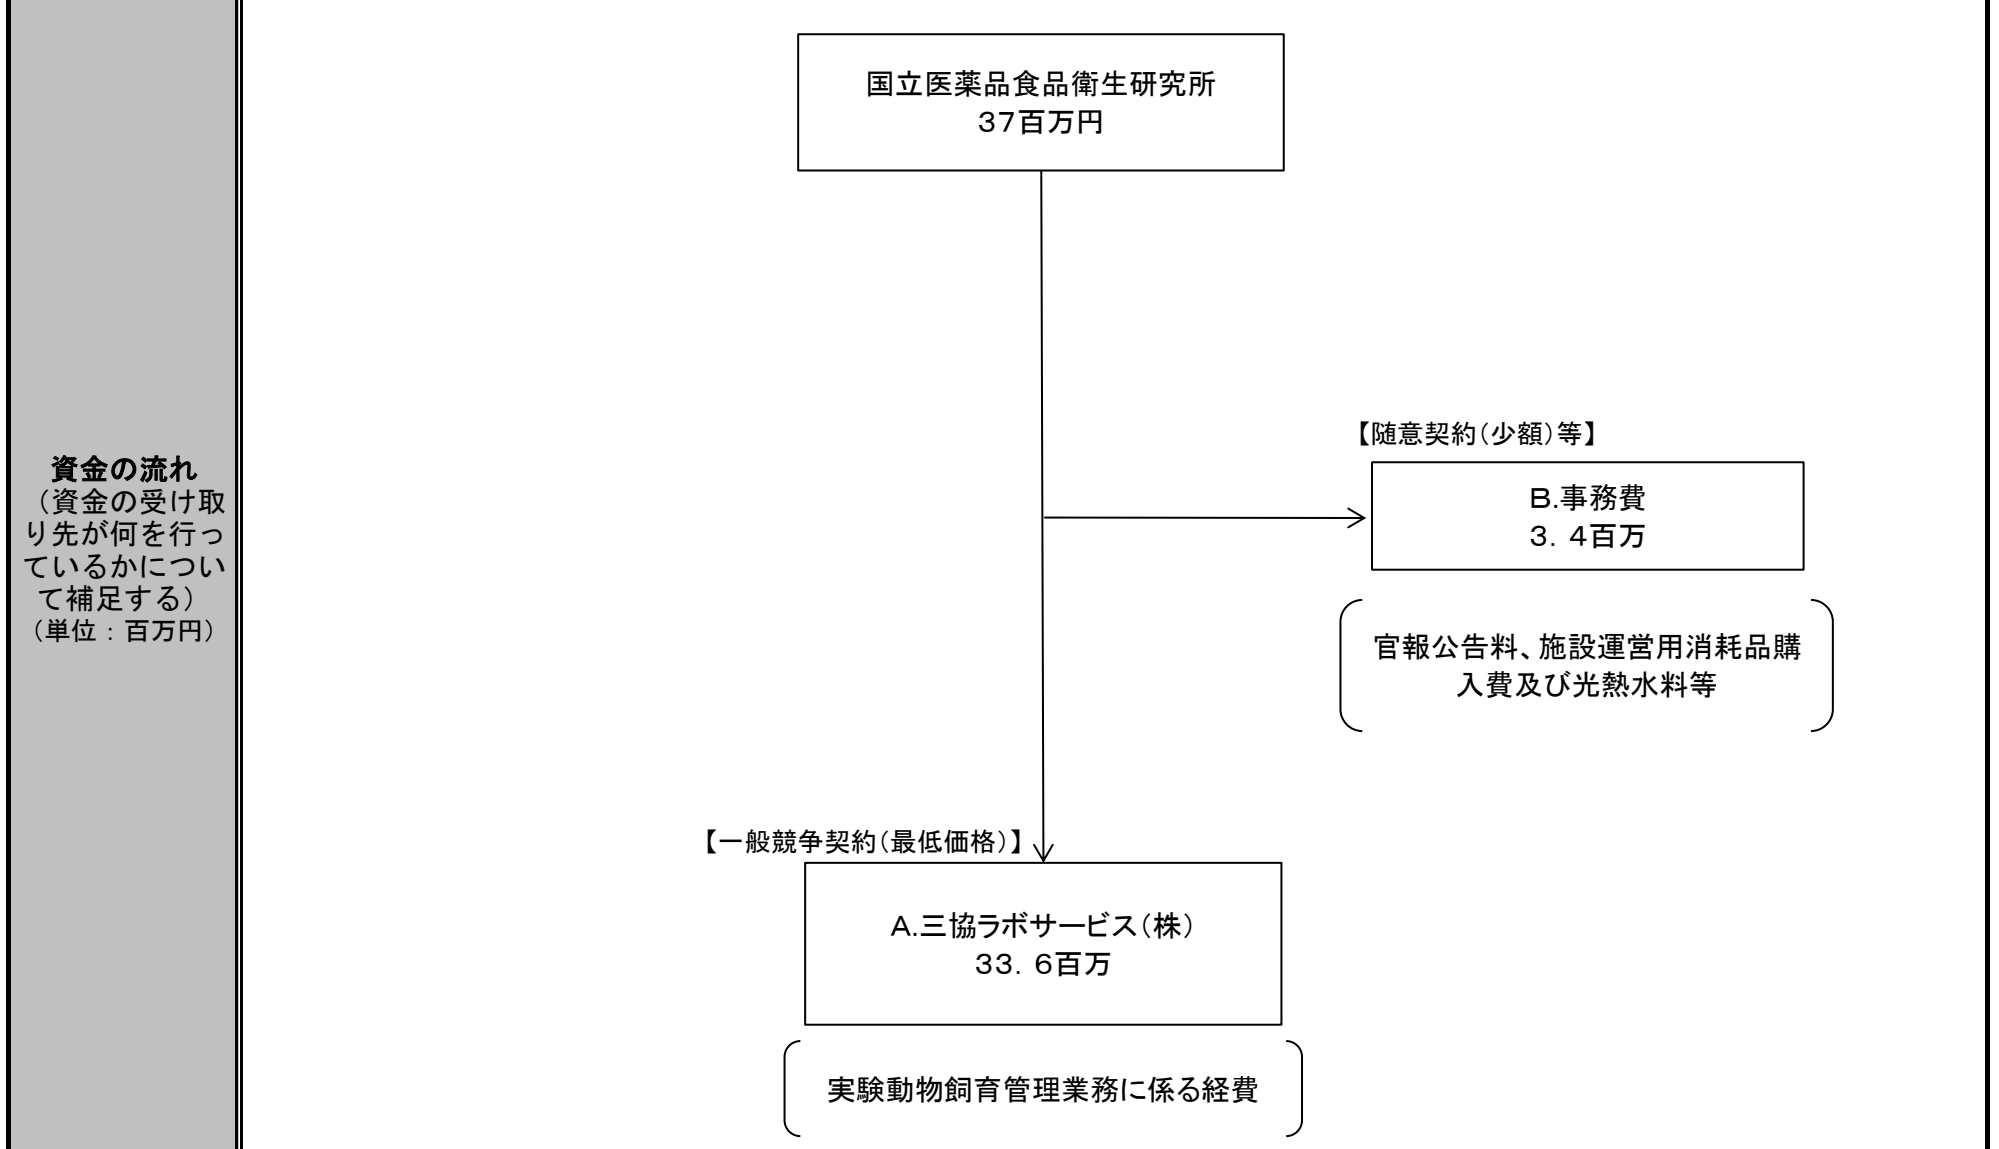 資金の流れ
（資金の受け取
り先が何を行っ
ているかについ
て補足する）
（単位：百万円）
国立医薬品食品衛生研究所
37百万円
【随意契約（少額）等】
B.事務費
3．4百万
官報公告料、施設運営用消耗品購
入費及び光熱水料等
【一般競争契約（最低価格）】
A.三協ラボサービス（株）
33．6百万
実験動物飼育管理業務に係る経費